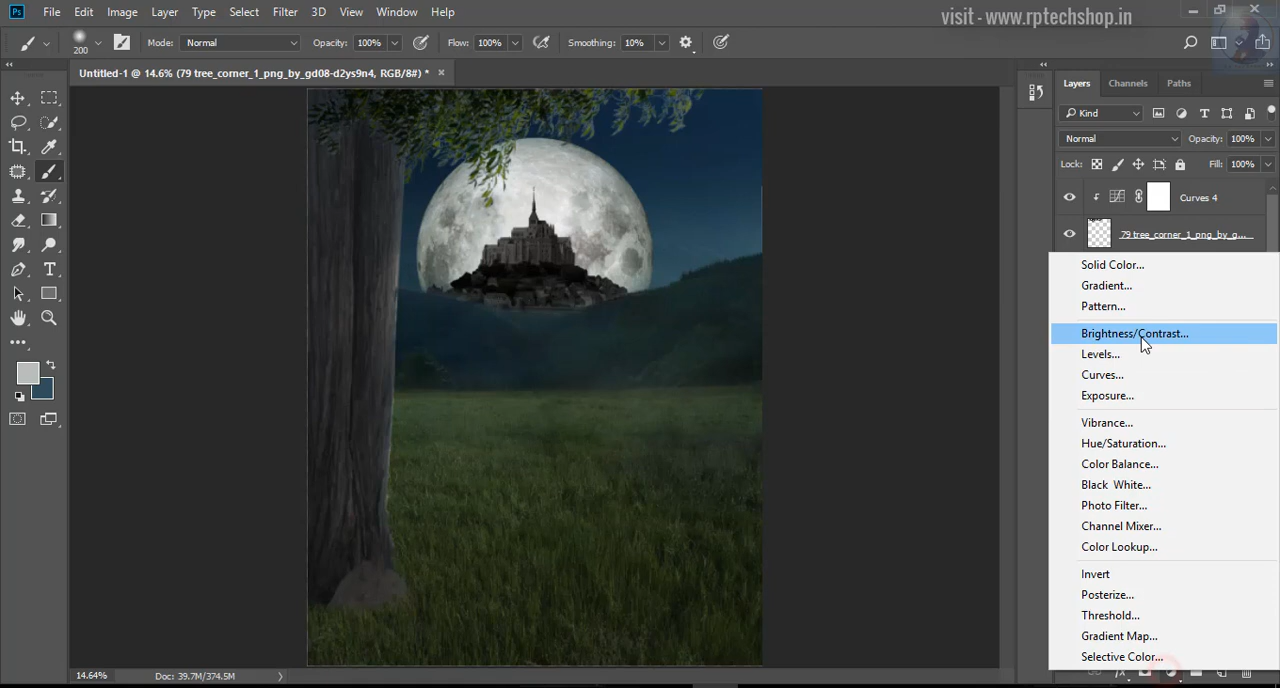 visit - www.rptechshop.in
Ps File Edit Image Layer Type Select Filter 3D View Window Help
200 Mode: Normal Opacity: 100% Flow: 100% Smoothing: 10%
Untitled-1 @ 14.6% (79 tree_corner_1_png_by_gd08-d2ys9n4, RGB/8#) * ×
Layers Channels Paths
Kind
Normal Opacity: 100%
Lock: Fill: 100%
Curves 4
79 tree_corner_1_png_by_g...
Solid Color...
Gradient...
Pattern...
Brightness/Contrast...
Levels...
Curves...
Exposure...
Vibrance...
Hue/Saturation...
Color Balance...
Black White...
Photo Filter...
Channel Mixer...
Color Lookup...
Invert
Posterize...
Threshold...
Gradient Map...
Selective Color...
14.64% Doc: 39.7M/374.5M